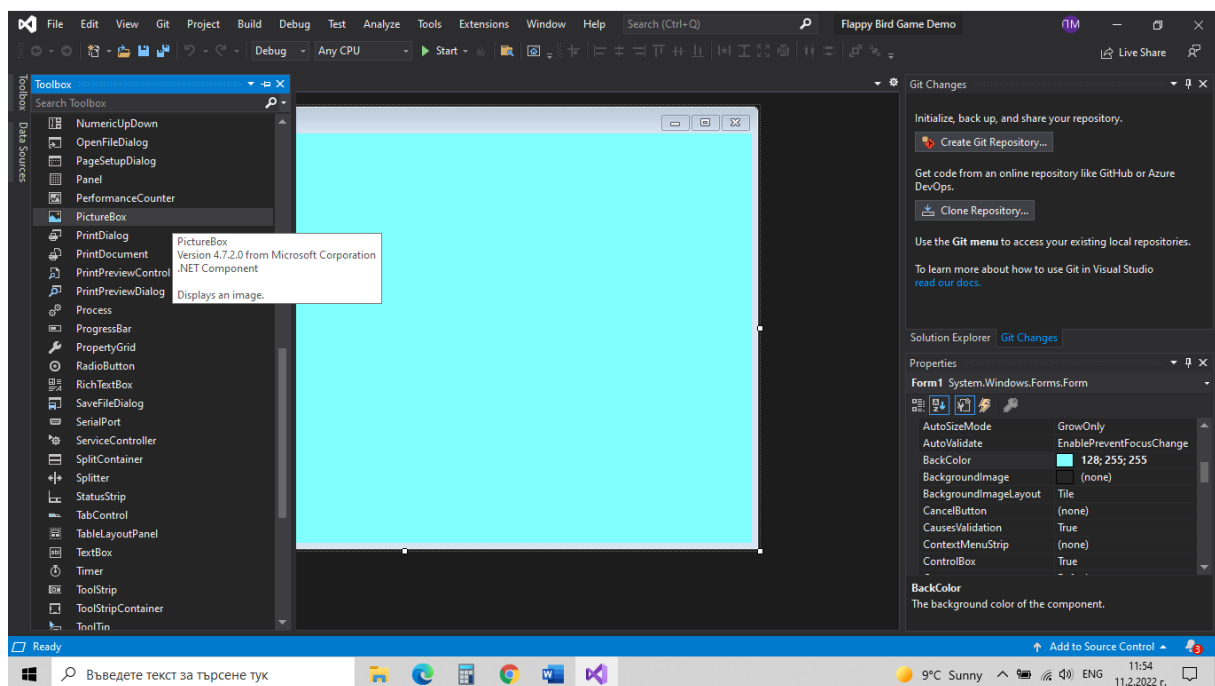 File Edit View Git Project Build Debug Test Analyze Tools Extensions Window Help Search (Ctrl+Q) Flappy Bird Game Demo ПМ
Debug Any CPU Start Live Share
Toolbox
Data Sources
Toolbox
Search Toolbox
NumericUpDown
OpenFileDialog
PageSetupDialog
Panel
PerformanceCounter
PictureBox
PrintDialog
PrintDocument
PrintPreviewControl
PrintPreviewDialog
Process
ProgressBar
PropertyGrid
RadioButton
RichTextBox
SaveFileDialog
SerialPort
ServiceController
SplitContainer
Splitter
StatusStrip
TabControl
TableLayoutPanel
TextBox
Timer
ToolStrip
ToolStripContainer
ToolTip
PictureBox
Version 4.7.2.0 from Microsoft Corporation
.NET Component
Displays an image.
Git Changes
Initialize, back up, and share your repository.
Create Git Repository...
Get code from an online repository like GitHub or Azure
DevOps.
Clone Repository...
Use the Git menu to access your existing local repositories.
To learn more about how to use Git in Visual Studio
read our docs.
Solution Explorer Git Changes
Properties
Form1 System.Windows.Forms.Form
AutoSizeMode GrowOnly
AutoValidate EnablePreventFocusChange
BackColor 128; 255; 255
BackgroundImage (none)
BackgroundImageLayout Tile
CancelButton (none)
CausesValidation True
ContextMenuStrip (none)
ControlBox True
BackColor
The background color of the component.
Ready Add to Source Control 3
Въведете текст за търсене тук 9°C Sunny ENG 11:54
11.2.2022 г.